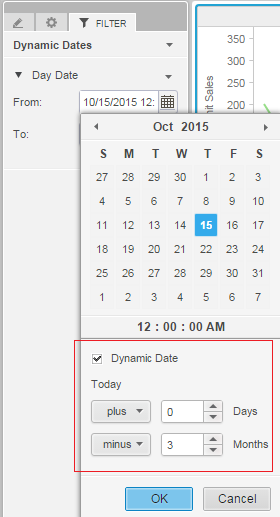 FILTER
Dynamic Dates
Day Date
From: 10/15/2015 12:
To:
Oct 2015
S M T W T F S
27 28 29 30 1 2 3
4 5 6 7 8 9 10
11 12 13 14 15 16 17
18 19 20 21 22 23 24
25 26 27 28 29 30 31
1 2 3 4 5 6 7
12 : 00 : 00 AM
Dynamic Date
Today
plus 0 Days
minus 3 Months
OK Cancel
350
300
250
200
nit Sales